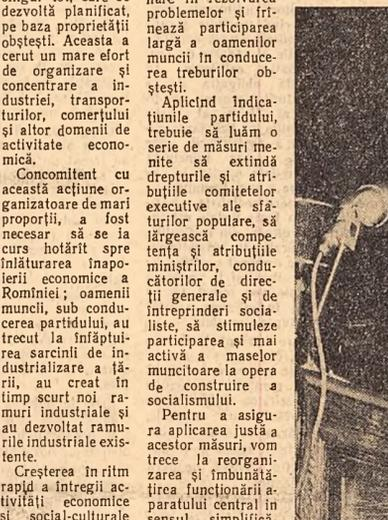 dezvoltă planificat,
pe baza proprietății
obștești. Aceasta a
cerut un mare efort
de organizare și
concentrare a in-
dustriei, transpor-
turilor, comerțului
și altor domenii de
activitate econo-
mică.
Concomitent cu
această acțiune or-
ganizatoare de mari
proporții, a fost
necesar să se ia
curs hotărît spre
înlăturarea înapo-
ierii economice a
Romîniei; oamenii
muncii, sub condu-
cerea partidului, au
trecut la înfăptui-
rea sarcinii de in-
dustrializare a ță-
rii, au creat în
timp scurt noi ra-
muri industriale și
au dezvoltat ramu-
rile industriale exis-
tente.
Creșterea în ritm
rapid a întregii ac-
tivități economice
și social-culturale
problemelor și frî-
nează participarea
largă a oamenilor
muncii în conduce-
rea treburilor ob-
ștești.
Aplicînd indica-
țiunile partidului,
trebuie să luăm o
serie de măsuri me-
nite să extindă
drepturile și atri-
buțiile comitetelor
executive ale sfa-
turilor populare, să
lărgească compe-
tența și atribuțiile
miniștrilor, condu-
cătorilor de direc-
ții generale și de
întreprinderi socia-
liste, să stimuleze
participarea și mai
activă a maselor
muncitoare la opera
de construire a
socialismului.
Pentru a asigu-
ra aplicarea justă a
acestor măsuri, vom
trece la reorgani-
zarea și îmbunătă-
țirea funcționării a-
paratului central în
sensul simplifică-